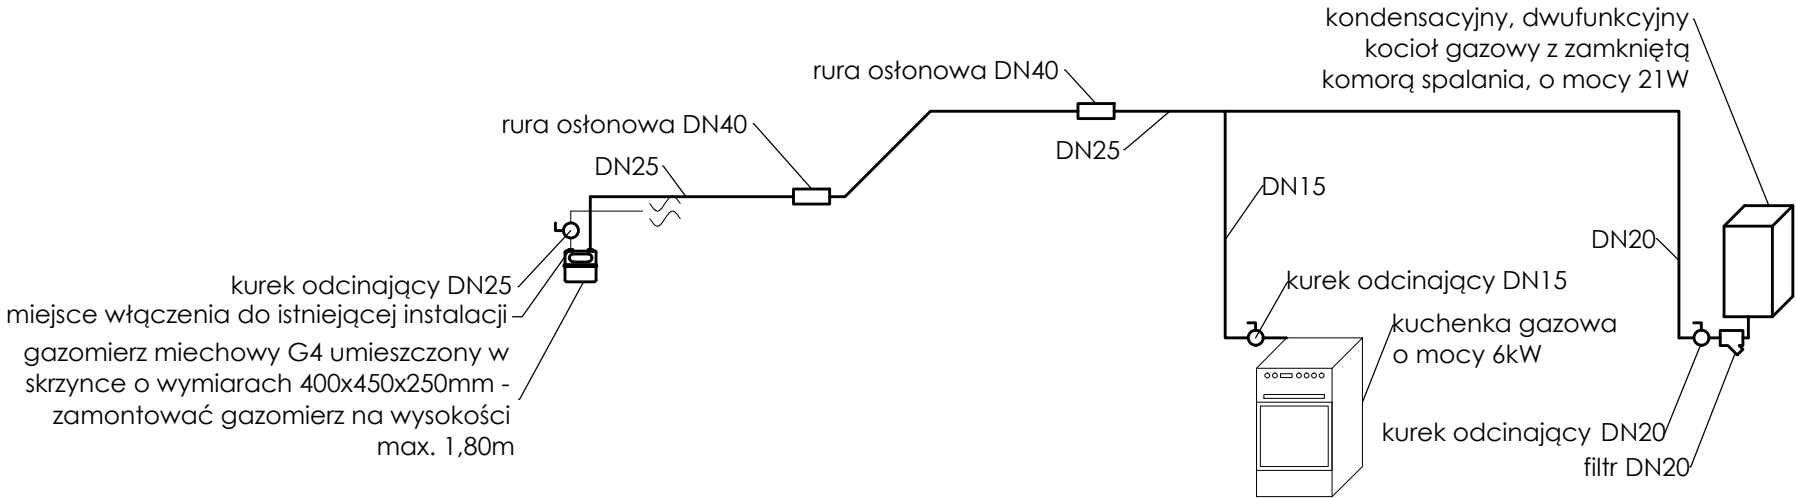 kondensacyjny, dwufunkcyjny
kocioł gazowy z zamkniętą
komorą spalania, o mocy 21W
rura osłonowa DN40
rura osłonowa DN40
DN25
DN25
DN15
DN20
kurek odcinający DN25
miejsce włączenia do istniejącej instalacji
gazomierz miechowy G4 umieszczony w
skrzynce o wymiarach 400x450x250mm -
zamontować gazomierz na wysokości
max. 1,80m
kurek odcinający DN15
kuchenka gazowa
o mocy 6kW
kurek odcinający DN20
filtr DN20